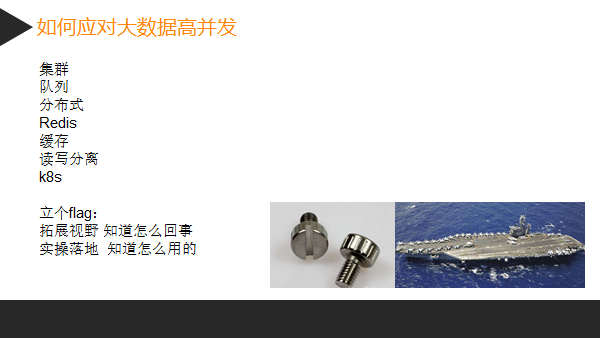 如何应对大数据高并发
集群
队列
分布式
Redis
缓存
读写分离
k8s
立个flag：
拓展视野 知道怎么回事
实操落地  知道怎么用的